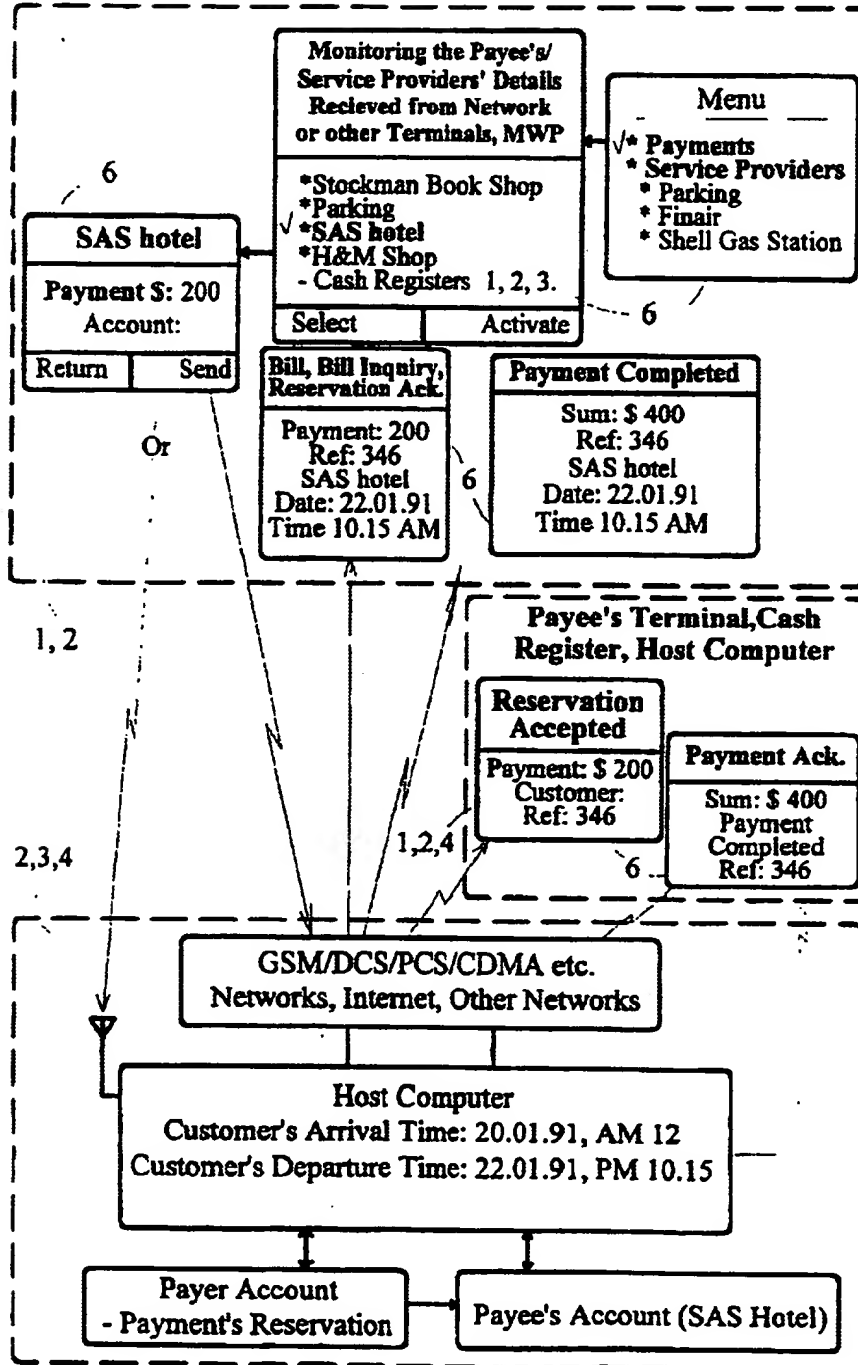 Monitoring the Payee's/
Service Providers' Details
Recieved from Network
or other Terminals, MWP
*Stockman Book Shop
*Parking
√*SAS hotel
*H&M Shop
- Cash Registers 1, 2, 3.
Select Activate
Menu
√* Payments
* Service Providers
* Parking
* Finair
* Shell Gas Station
6
SAS hotel
Payment $: 200
Account:
Return Send
6
Or
Bill, Bill Inquiry,
Reservation Ack.
Payment: 200
Ref: 346
SAS hotel
Date: 22.01.91
Time 10.15 AM
6
Payment Completed
Sum: $ 400
Ref: 346
SAS hotel
Date: 22.01.91
Time 10.15 AM
1, 2
Payee's Terminal,Cash
Register, Host Computer
Reservation
Accepted
Payment: $ 200
Customer:
Ref: 346
Payment Ack.
Sum: $ 400
Payment
Completed
Ref: 346
1,2,4
6
2,3,4
GSM/DCS/PCS/CDMA etc.
Networks, Internet, Other Networks
Host Computer
Customer's Arrival Time: 20.01.91, AM 12
Customer's Departure Time: 22.01.91, PM 10.15
Payer Account
- Payment's Reservation
Payee's Account (SAS Hotel)